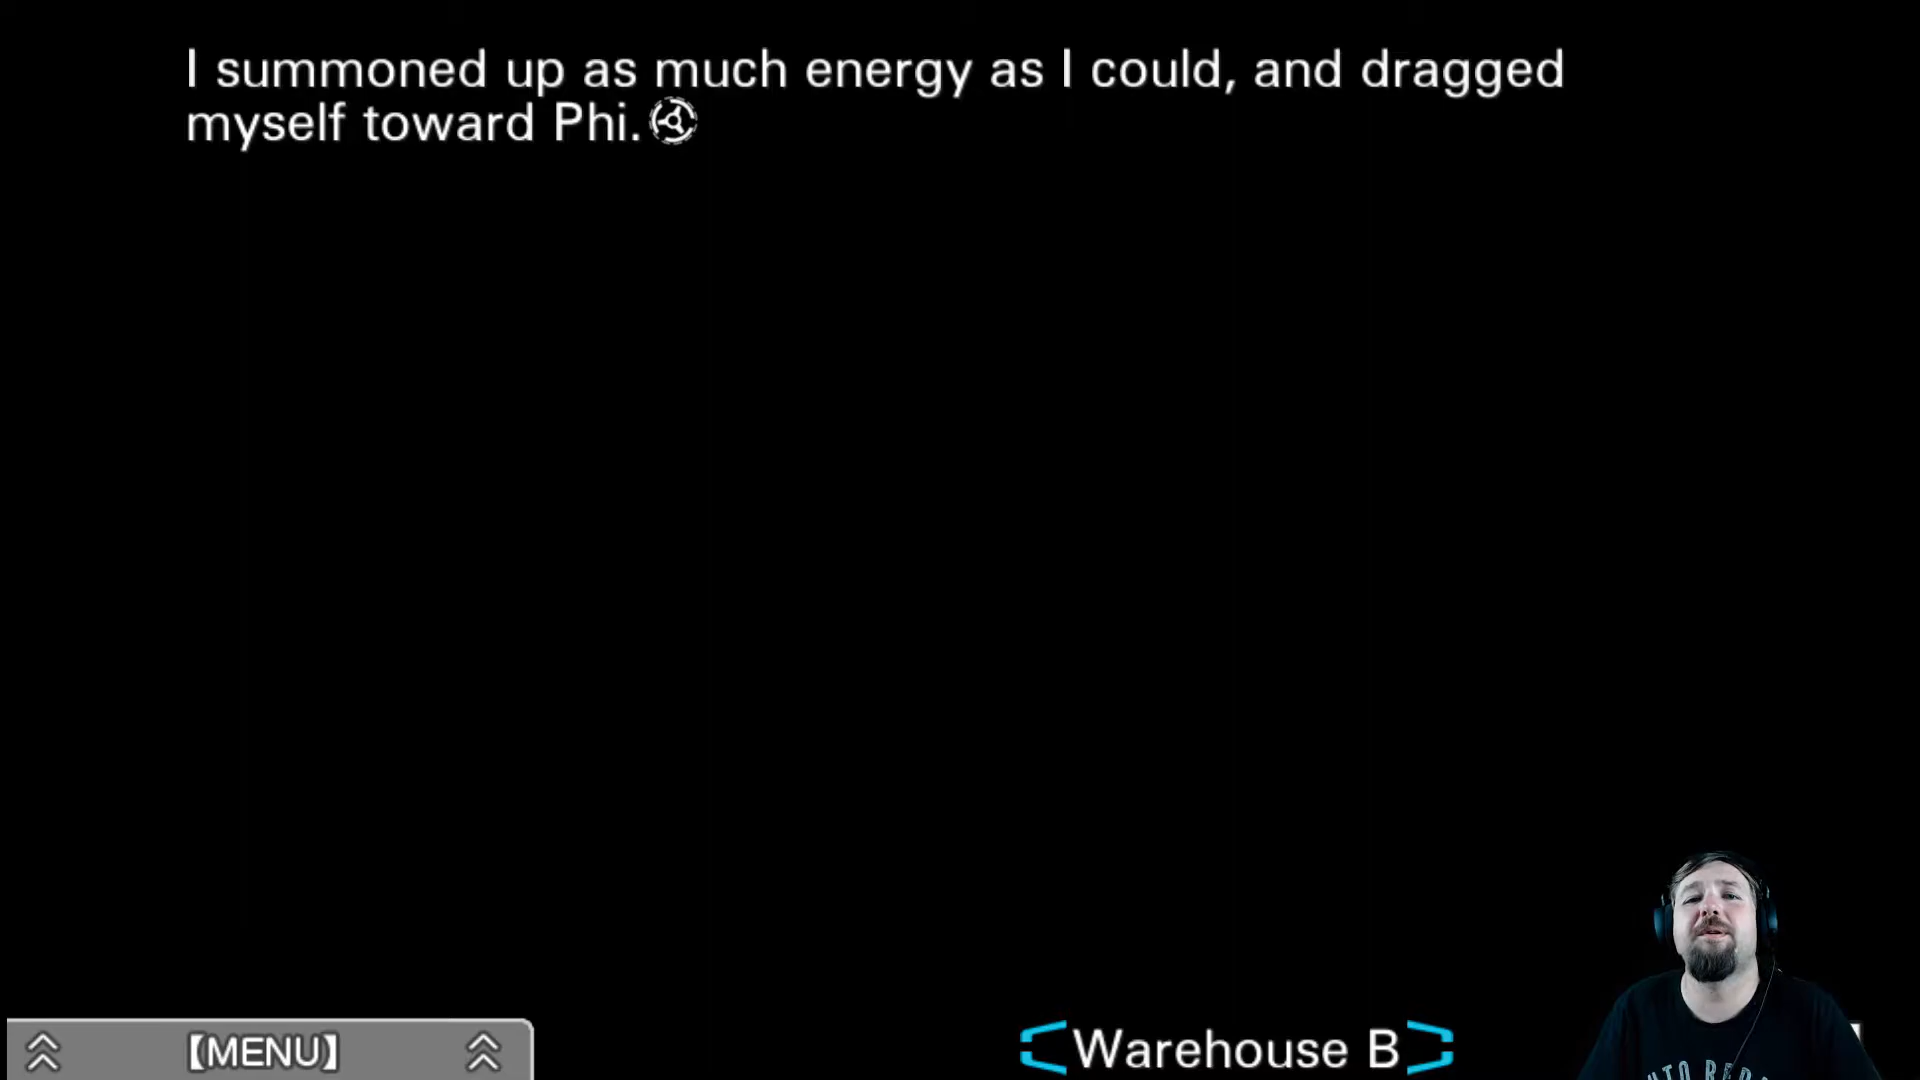 I summoned up as much energy as I could, and dragged
myself toward Phi.
【MENU】
Warehouse B